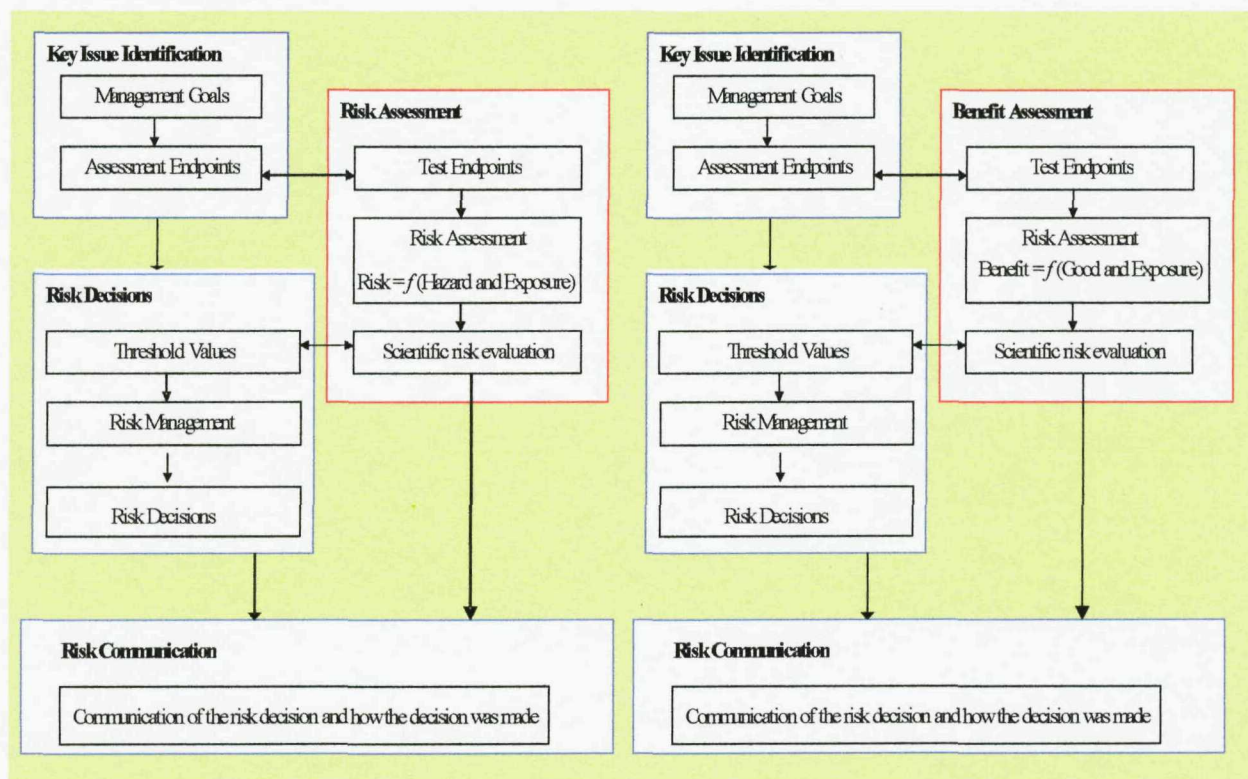 Key Issue Identification
Management Goals
Assessment Endpoints
Risk Assessment
Test Endpoints
Risk Assessment
Risk = f (Hazard and Exposure)
Scientific risk evaluation
Risk Decisions
Threshold Values
Risk Management
Risk Decisions
Risk Communication
Communication of the risk decision and how the decision was made
Key Issue Identification
Management Goals
Assessment Endpoints
Benefit Assessment
Test Endpoints
Risk Assessment
Benefit = f (Good and Exposure)
Scientific risk evaluation
Risk Decisions
Threshold Values
Risk Management
Risk Decisions
Risk Communication
Communication of the risk decision and how the decision was made